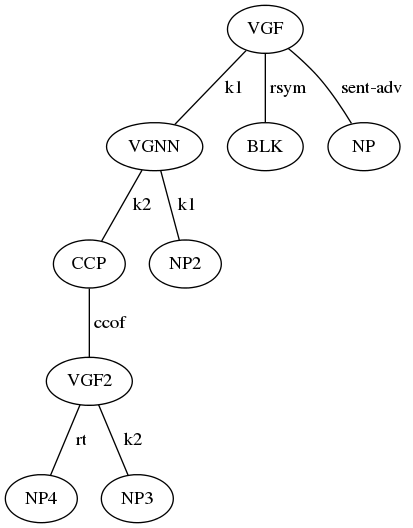 VGF
k1 rsym sent-adv
VGNN BLK NP
k2 k1
CCP NP2
ccof
VGF2
rt k2
NP4 NP3